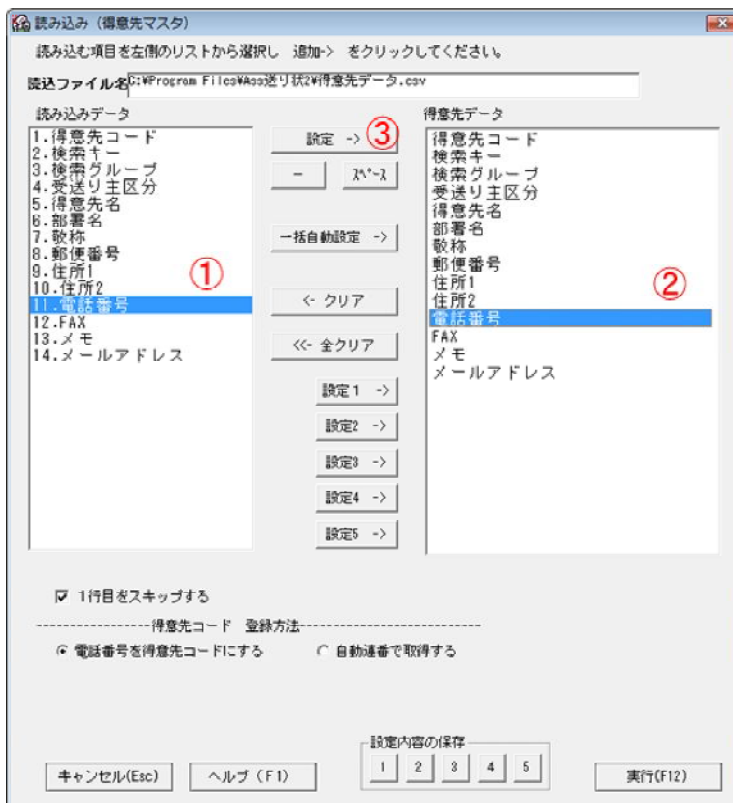 読み込み（得意先マスタ）
読み込む項目を左側のリストから選択し　追加-> をクリックしてください。
読込ファイル名 C:¥Program Files¥Aoo送り状2¥得意先データ.csv
読み込みデータ
1.得意先コード
2.検索キー
3.検索グループ
4.受送り主区分
5.得意先名
6.部署名
7.敬称
8.郵便番号
9.住所1
10.住所2
11.電話番号
12.FAX
13.メモ
14.メールアドレス
①
設定 ->
③
－
スペース
一括自動設定 ->
<- クリア
<<- 全クリア
設定1 ->
設定2 ->
設定3 ->
設定4 ->
設定5 ->
得意先データ
得意先コード
検索キー
検索グループ
受送り主区分
得意先名
部署名
敬称
郵便番号
住所1
住所2
電話番号
FAX
メモ
メールアドレス
②
1行目をスキップする
-----------------得意先コード　登録方法---------------------------
電話番号を得意先コードにする
自動連番で取得する
設定内容の保存
キャンセル(Esc)
ヘルプ（F1）
1
2
3
4
5
実行(F12)